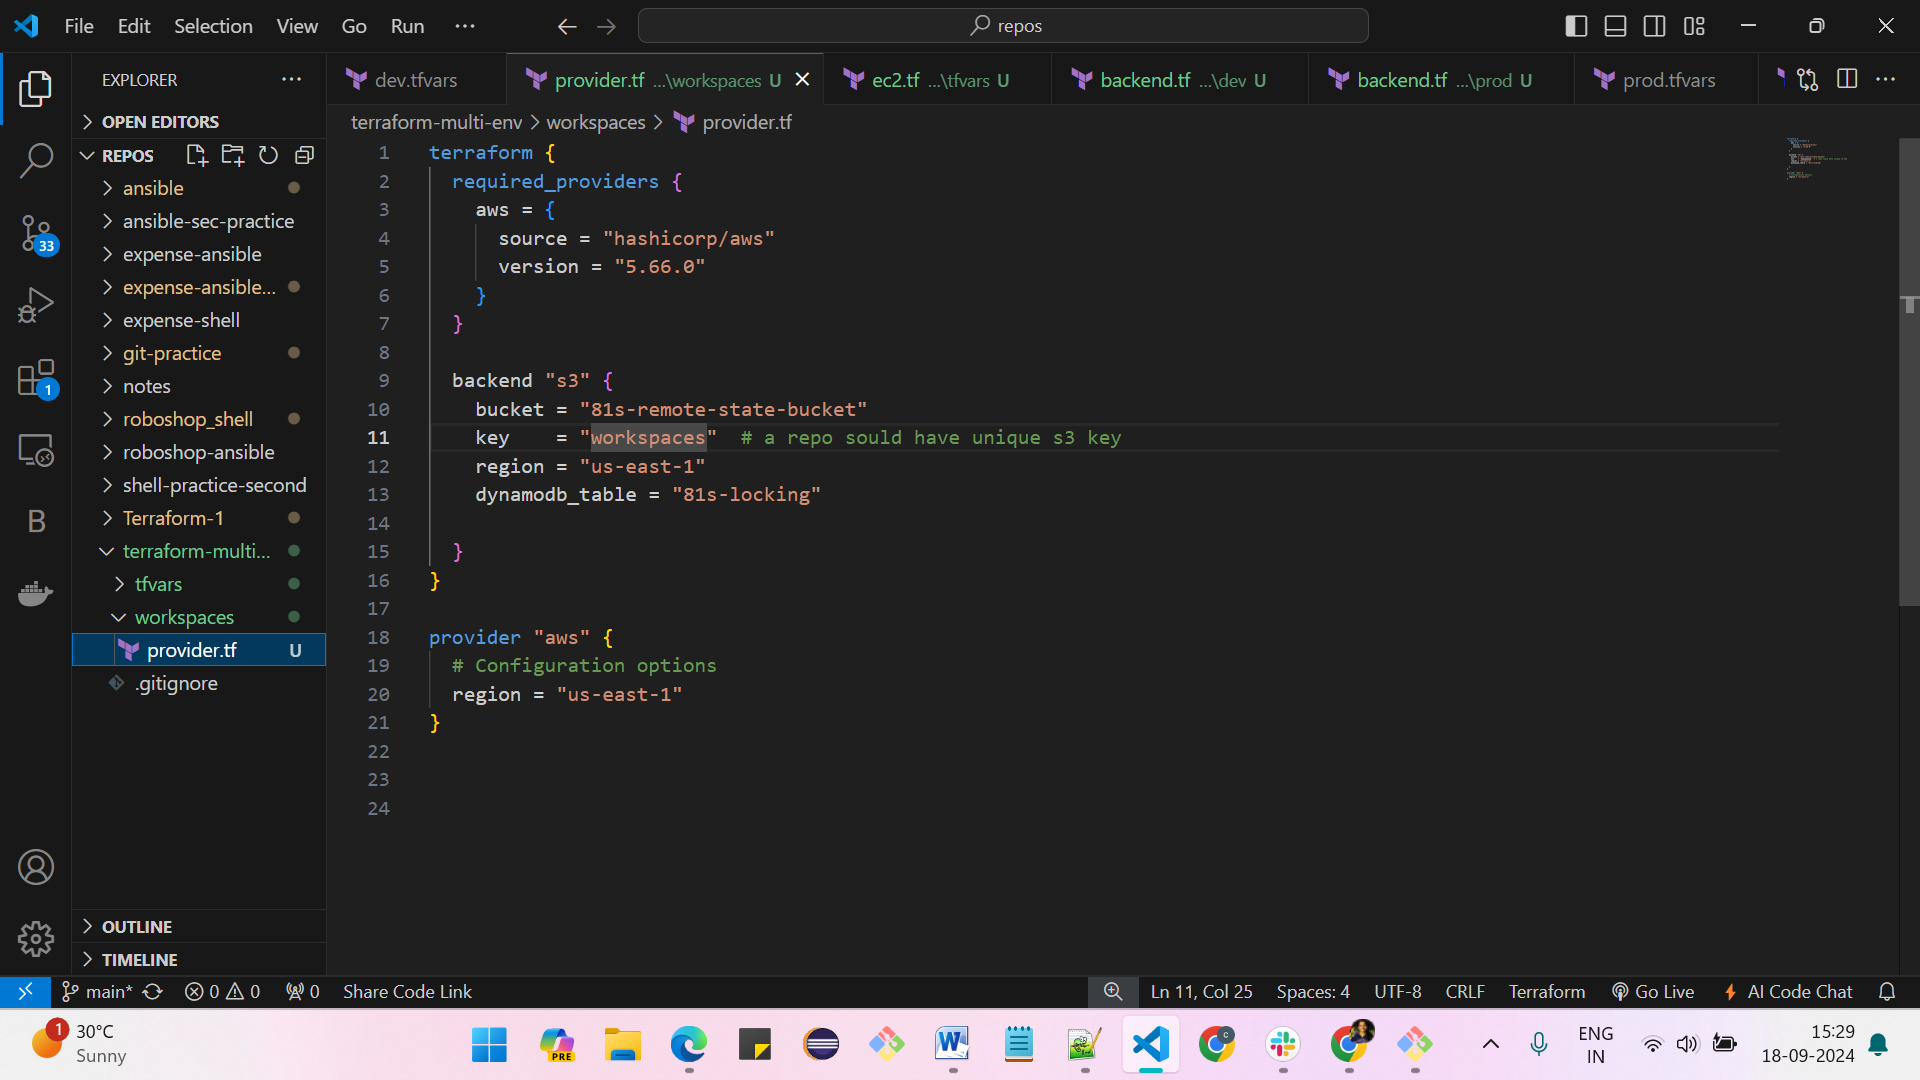 File Edit Selection View Go Run ···
repos
EXPLORER
OPEN EDITORS
REPOS
ansible
ansible-sec-practice
expense-ansible
expense-ansible...
expense-shell
git-practice
notes
roboshop_shell
roboshop-ansible
shell-practice-second
Terraform-1
terraform-multi...
tfvars
workspaces
provider.tf U
.gitignore
OUTLINE
TIMELINE
33
1
B
dev.tfvars
provider.tf ...\workspaces U
ec2.tf ...\tfvars U
backend.tf ...\dev U
backend.tf ...\prod U
prod.tfvars
terraform-multi-env > workspaces > provider.tf
1 terraform {
2 required_providers {
3 aws = {
4 source = "hashicorp/aws"
5 version = "5.66.0"
6 }
7 }
8
9 backend "s3" {
10 bucket = "81s-remote-state-bucket"
11 key    = "workspaces"  # a repo sould have unique s3 key
12 region = "us-east-1"
13 dynamodb_table = "81s-locking"
14
15 }
16 }
17
18 provider "aws" {
19 # Configuration options
20 region = "us-east-1"
21 }
22
23
24
main* 0 0 0 Share Code Link
Ln 11, Col 25 Spaces: 4 UTF-8 CRLF Terraform Go Live AI Code Chat
1
30°C
Sunny
PRE
W
c
ENG
IN
15:29
18-09-2024